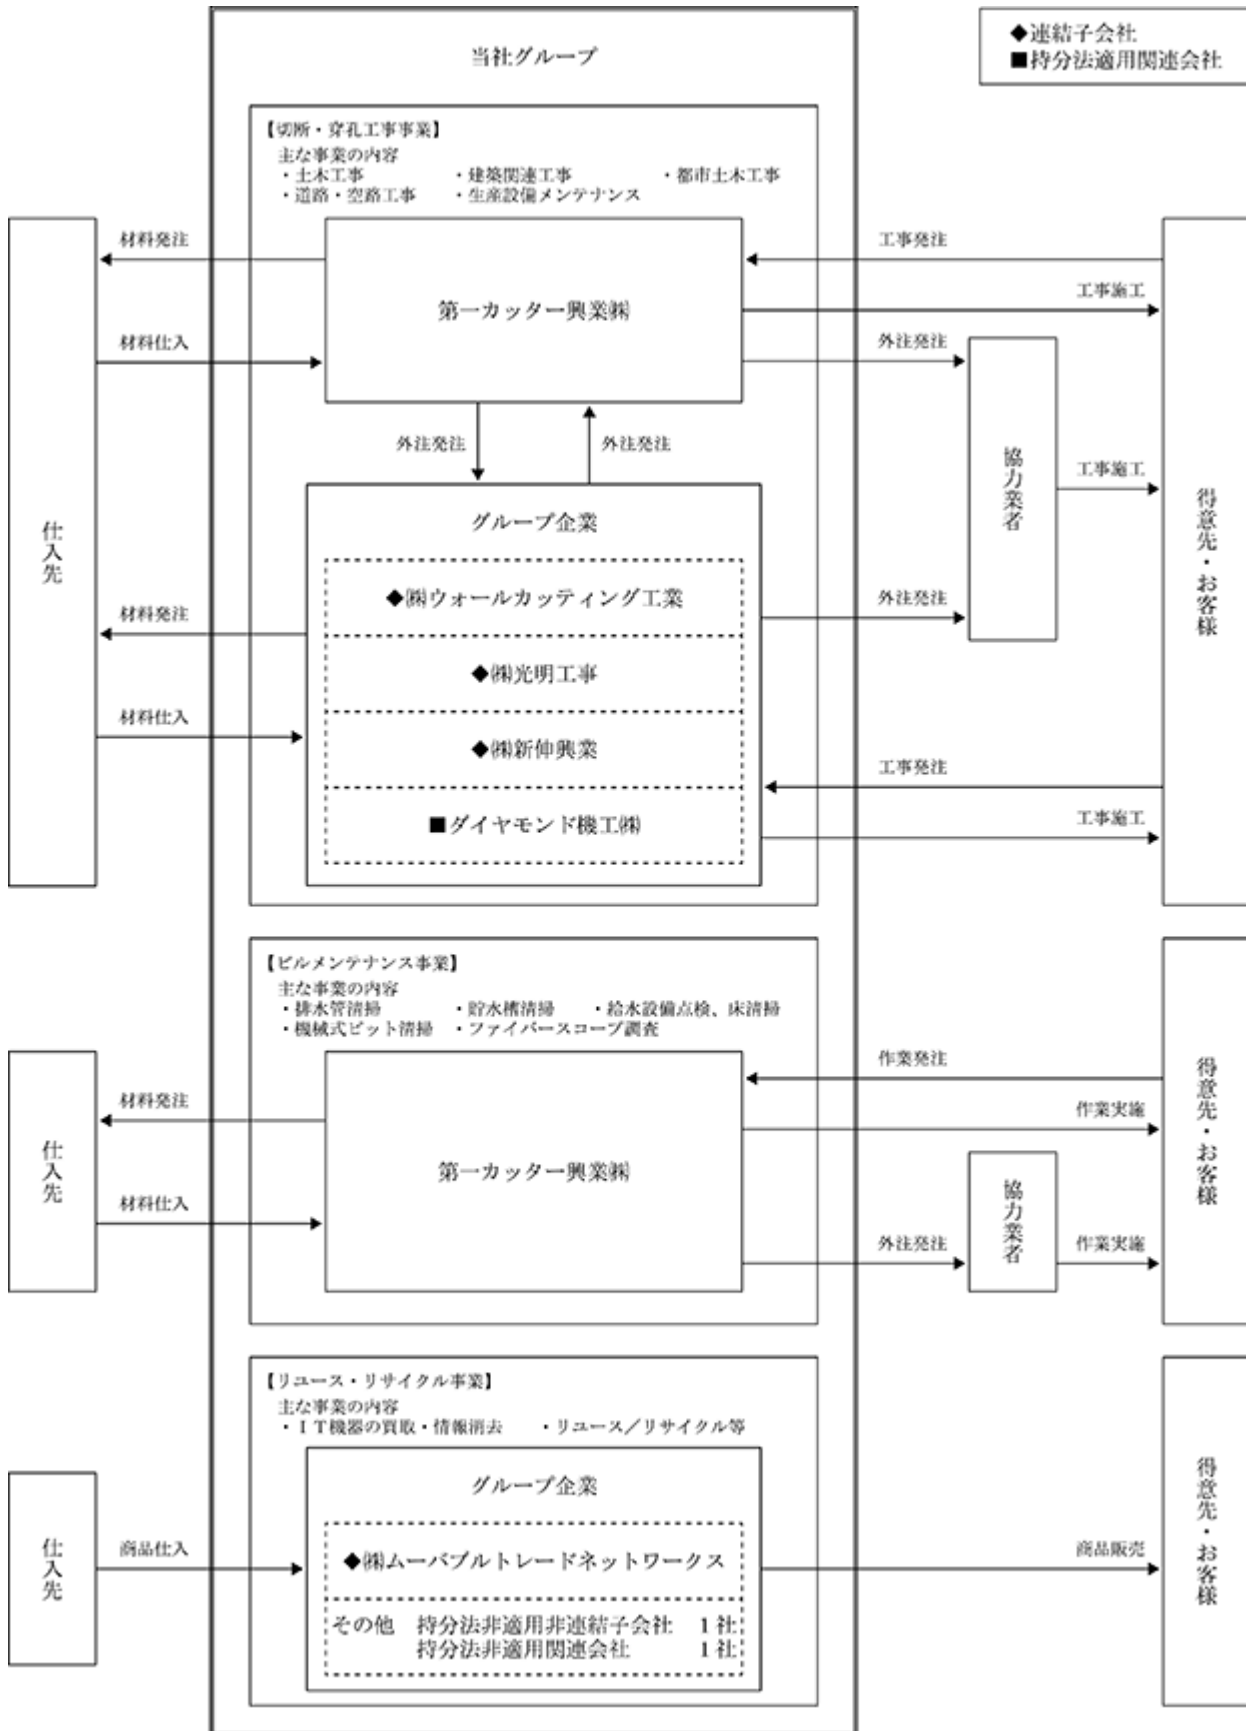 当社グループ
◆連結子会社
■持分法適用関連会社
【切断・穿孔工事事業】
主な事業の内容
・土木工事 ・建築関連工事 ・都市土木工事
・道路・空路工事 ・生産設備メンテナンス
仕入先
材料発注
材料仕入
第一カッター興業㈱
工事発注
工事施工
外注発注
外注発注
外注発注
協力業者
工事施工
得意先・お客様
グループ企業
◆㈱ウォールカッティング工業
◆㈱光明工事
◆㈱新伸興業
■ダイヤモンド機工㈱
材料発注
材料仕入
外注発注
工事発注
工事施工
【ビルメンテナンス事業】
主な事業の内容
・排水管清掃 ・貯水槽清掃 ・給水設備点検、床清掃
・機械式ピット清掃 ・ファイバースコープ調査
仕入先
材料発注
材料仕入
第一カッター興業㈱
作業発注
作業実施
外注発注
協力業者
作業実施
得意先・お客様
【リユース・リサイクル事業】
主な事業の内容
・ＩＴ機器の買取・情報消去 ・リユース／リサイクル等
仕入先
商品仕入
グループ企業
◆㈱ムーバブルトレードネットワークス
その他 持分法非適用非連結子会社 １社
持分法非適用関連会社 １社
商品販売
得意先・お客様